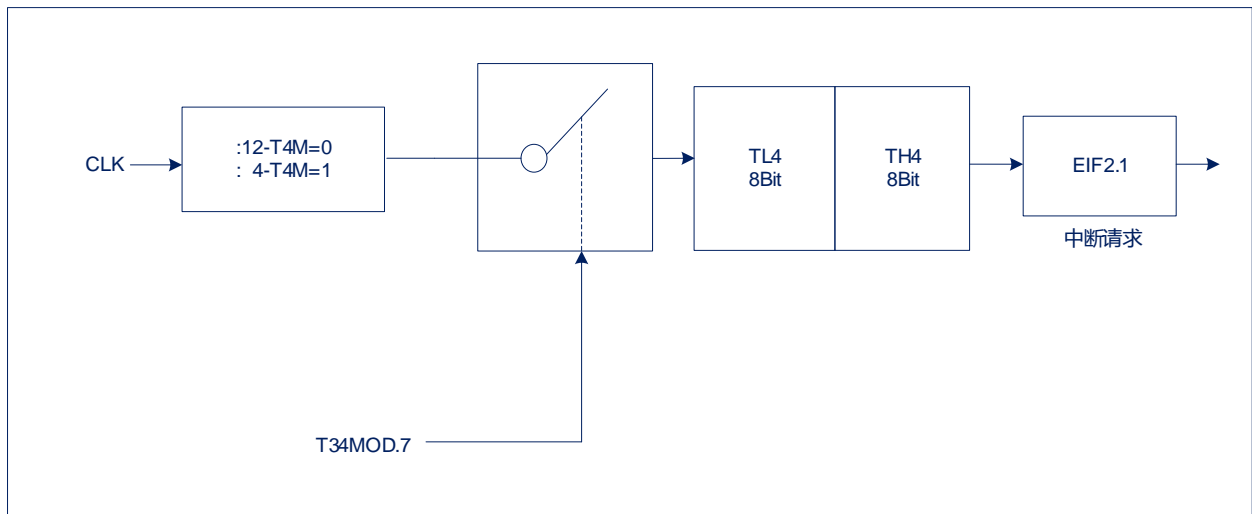 CLK
:12-T4M=0
: 4-T4M=1
TL4
8Bit
TH4
8Bit
EIF2.1
中断请求
T34MOD.7